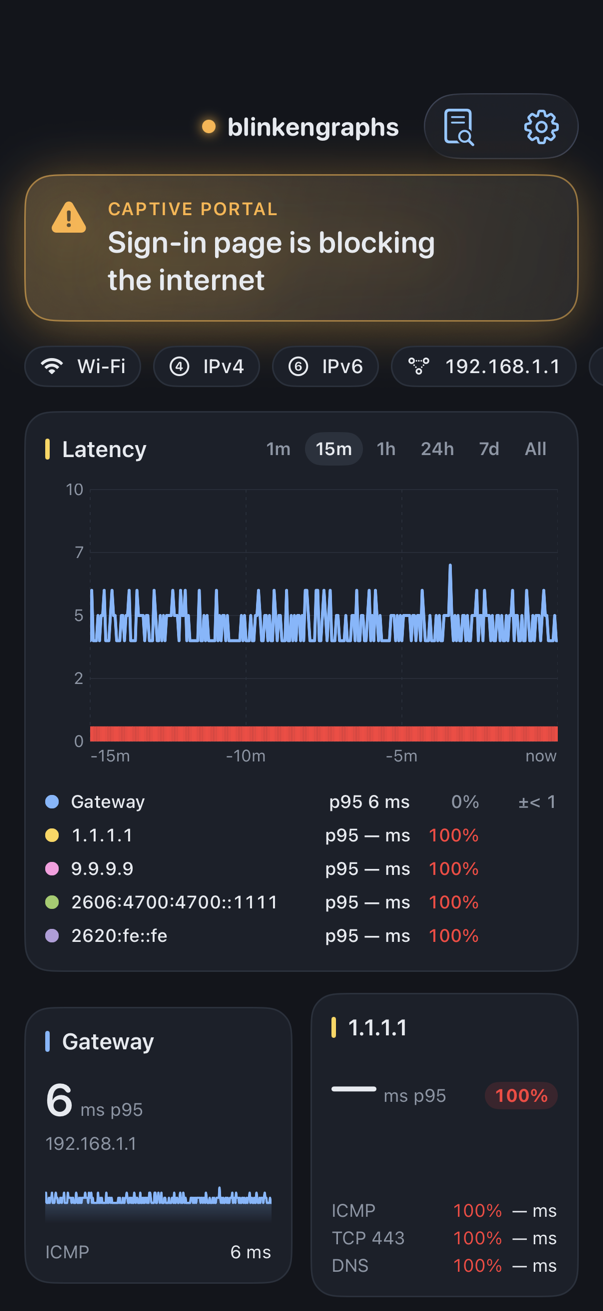 blinkengraphs
CAPTIVE PORTAL
Sign-in page is blocking
the internet
Wi-Fi
4 IPv4
6 IPv6
192.168.1.1
Latency
1m 15m 1h 24h 7d All
10
7
5
2
0
-15m -10m -5m now
Gateway p95 6 ms 0% ±< 1
1.1.1.1 p95 — ms 100%
9.9.9.9 p95 — ms 100%
2606:4700:4700::1111 p95 — ms 100%
2620:fe::fe p95 — ms 100%
Gateway
6 ms p95
192.168.1.1
ICMP 6 ms
1.1.1.1
— ms p95 100%
ICMP 100% — ms
TCP 443 100% — ms
DNS 100% — ms